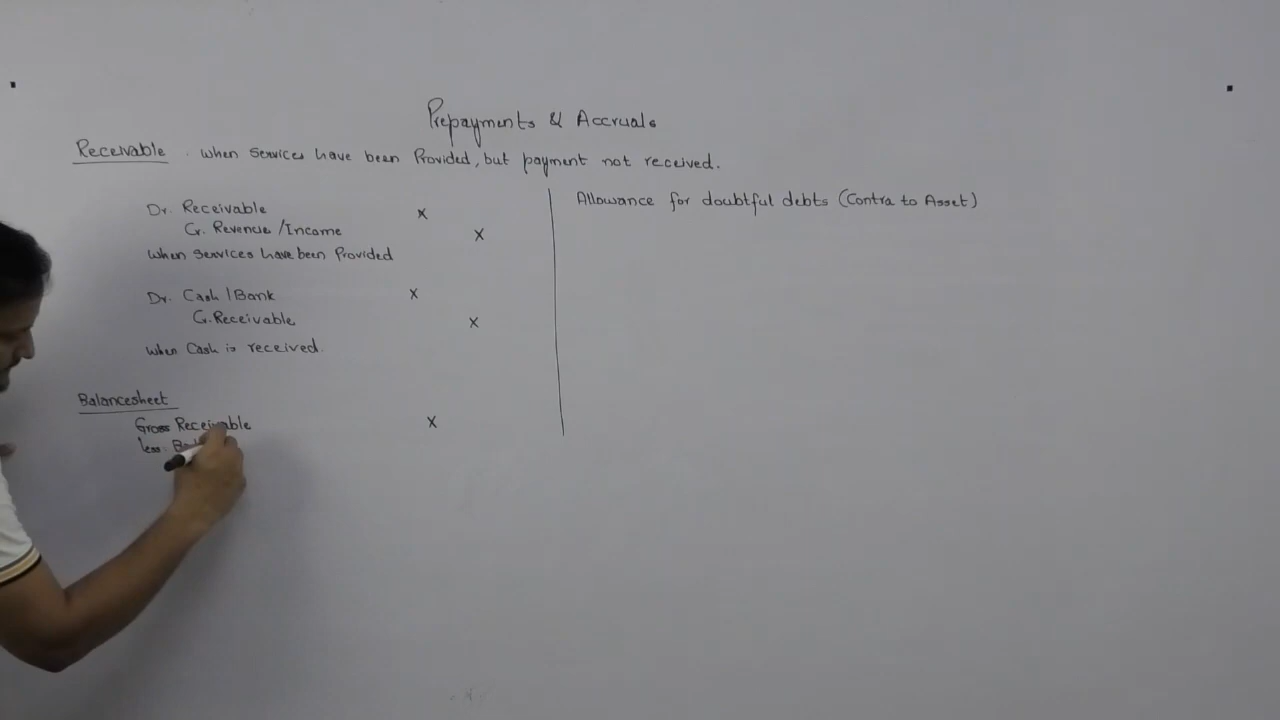 Prepayments & Accruals
Receivable . When Services have been Provided, but payment not received.
Dr. Receivable x
Cr. Revenue /Income x
When Services have been Provided
Dr. Cash / Bank x
Cr. Receivable x
When Cash is received.
Balancesheet
Gross Receivable x
less:
Allowance for doubtful debts (Contra to Asset)